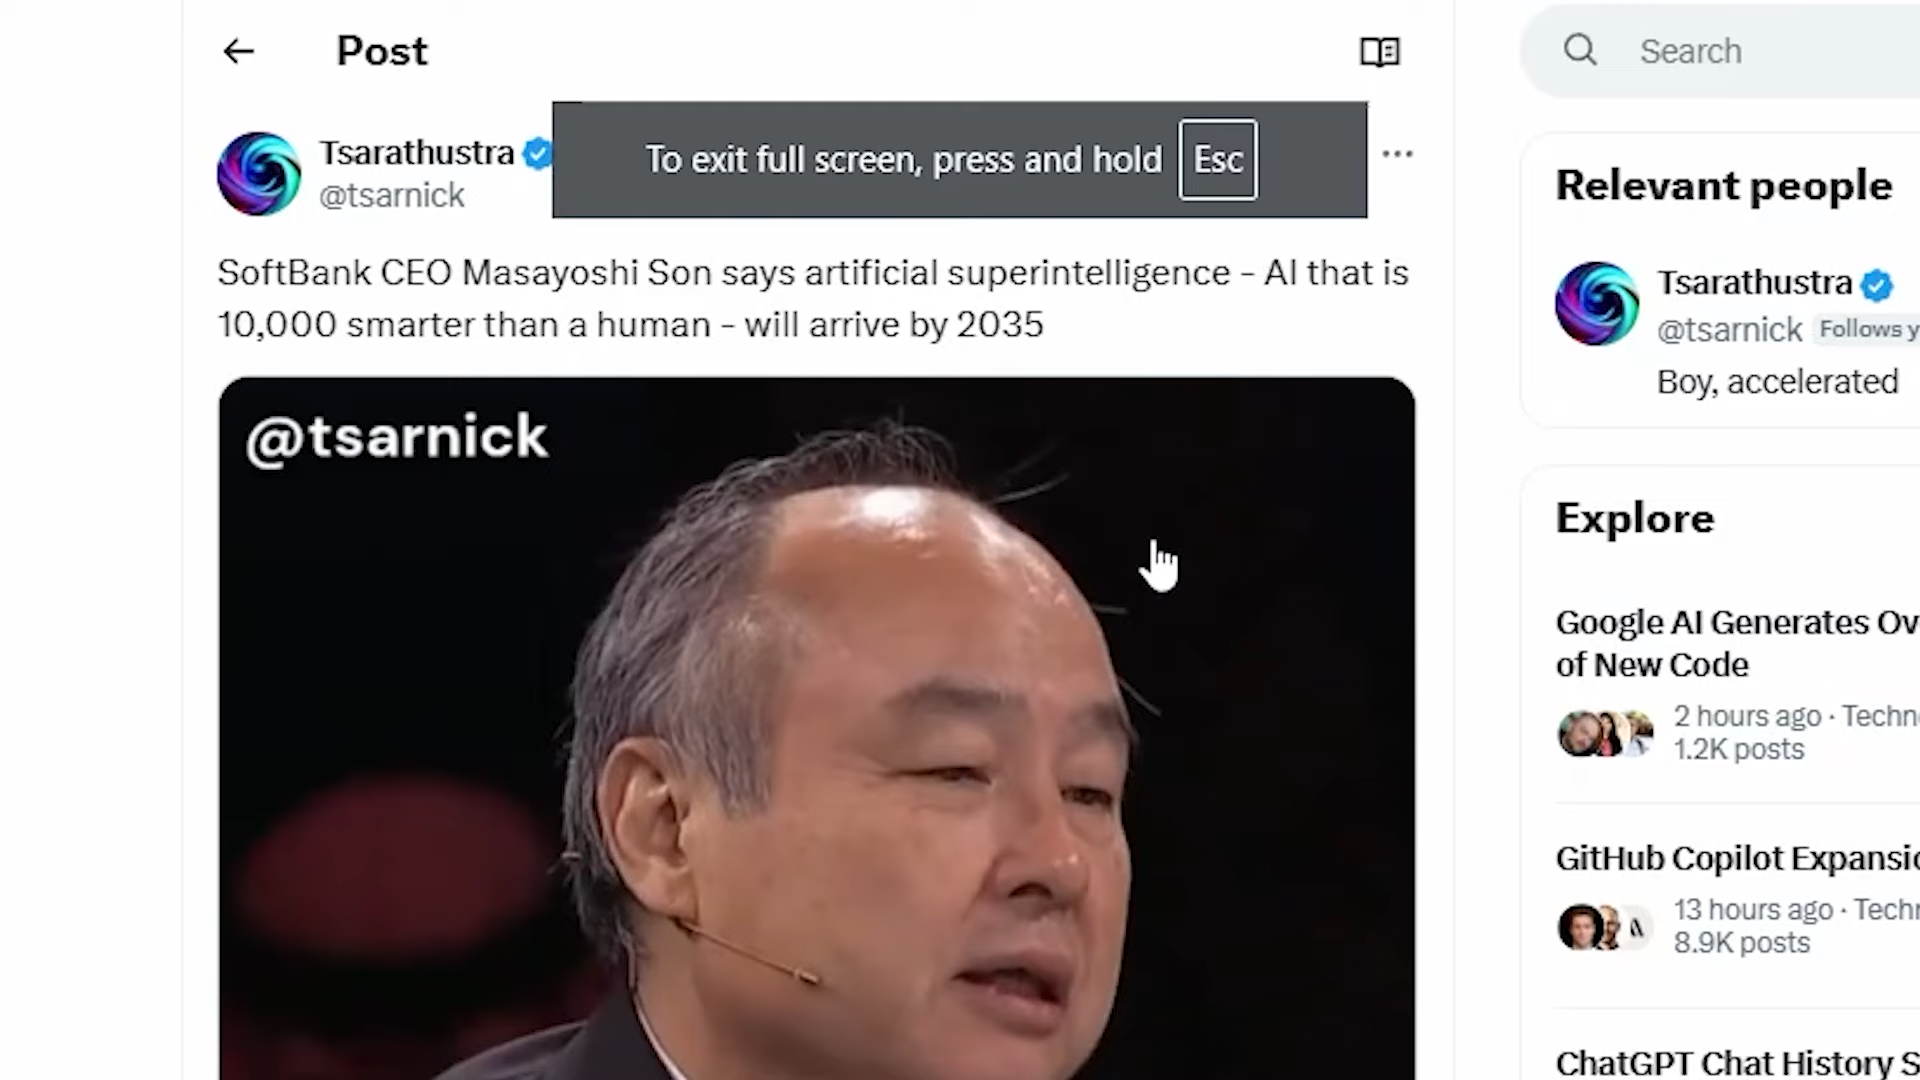 Post
Search
Tsarathustra
@tsarnick
To exit full screen, press and hold Esc
SoftBank CEO Masayoshi Son says artificial superintelligence - AI that is
10,000 smarter than a human - will arrive by 2035
@tsarnick
Relevant people
Tsarathustra
@tsarnick Follows y
Boy, accelerated
Explore
Google AI Generates Ov
of New Code
2 hours ago · Techn
1.2K posts
GitHub Copilot Expansio
13 hours ago · Techn
8.9K posts
ChatGPT Chat History S